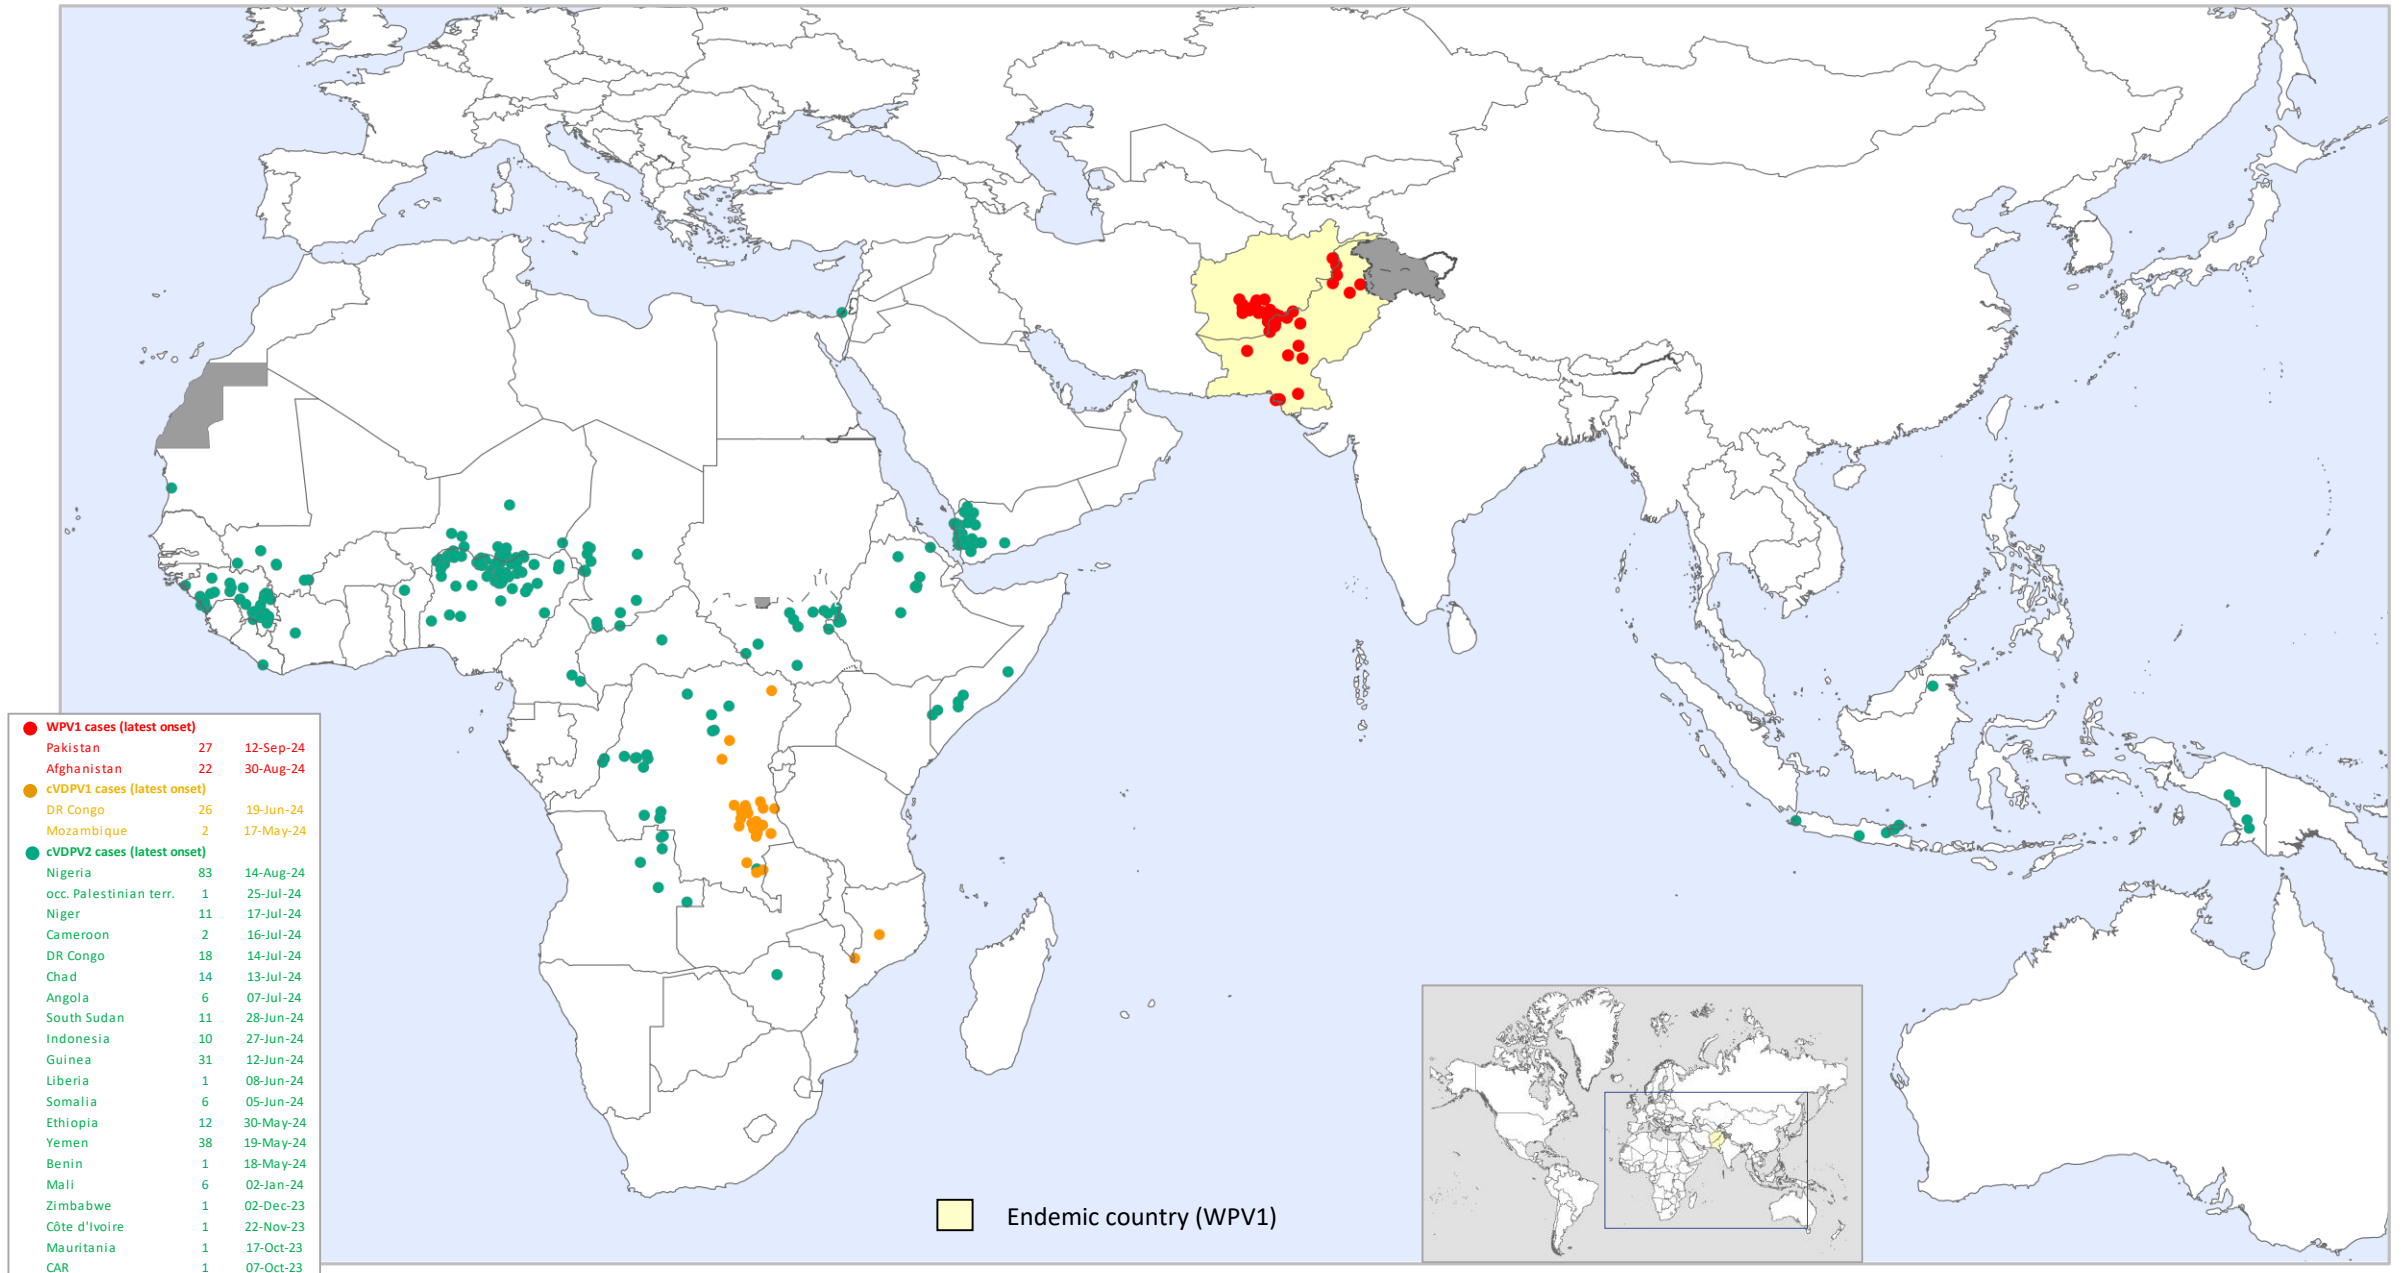 WPV1 cases (latest onset)
Pakistan 27 12-Sep-24
Afghanistan 22 30-Aug-24
cVDPV1 cases (latest onset)
DR Congo 26 19-Jun-24
Mozambique 2 17-May-24
cVDPV2 cases (latest onset)
Nigeria 83 14-Aug-24
occ. Palestinian terr. 1 25-Jul-24
Niger 11 17-Jul-24
Cameroon 2 16-Jul-24
DR Congo 18 14-Jul-24
Chad 14 13-Jul-24
Angola 6 07-Jul-24
South Sudan 11 28-Jun-24
Indonesia 10 27-Jun-24
Guinea 31 12-Jun-24
Liberia 1 08-Jun-24
Somalia 6 05-Jun-24
Ethiopia 12 30-May-24
Yemen 38 19-May-24
Benin 1 18-May-24
Mali 6 02-Jan-24
Zimbabwe 1 02-Dec-23
Côte d'Ivoire 1 22-Nov-23
Mauritania 1 17-Oct-23
CAR 1 07-Oct-23
Endemic country (WPV1)